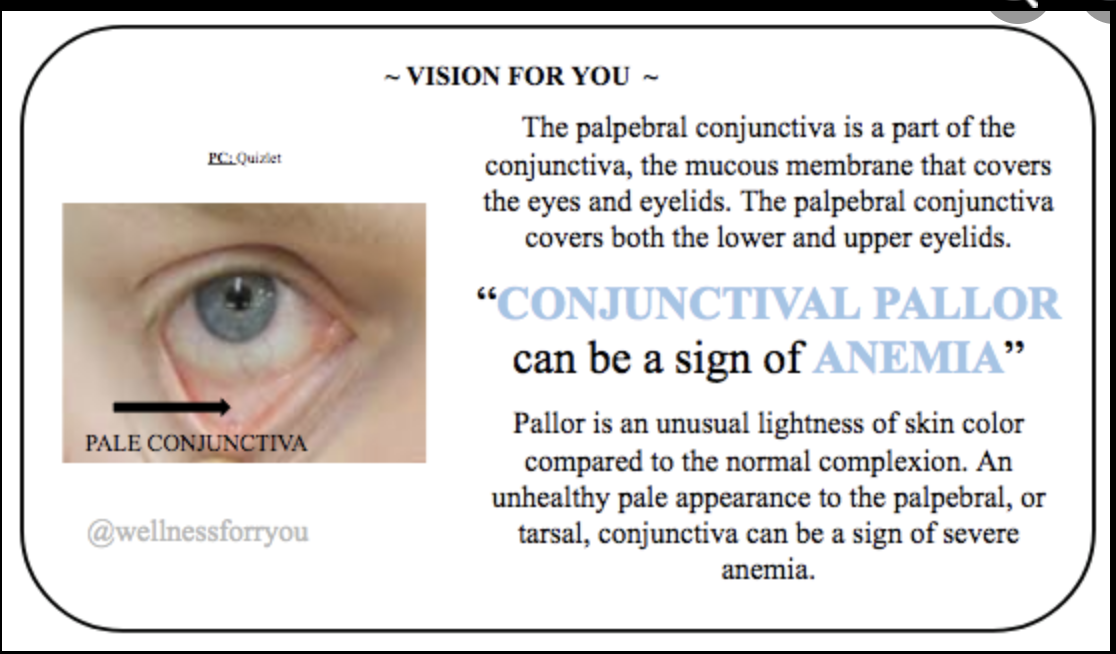 ~ VISION FOR YOU ~
PC: Quizlet
PALE CONJUNCTIVA
@wellnessforryou
The palpebral conjunctiva is a part of the
conjunctiva, the mucous membrane that covers
the eyes and eyelids. The palpebral conjunctiva
covers both the lower and upper eyelids.
“CONJUNCTIVAL PALLOR
can be a sign of ANEMIA”
Pallor is an unusual lightness of skin color
compared to the normal complexion. An
unhealthy pale appearance to the palpebral, or
tarsal, conjunctiva can be a sign of severe
anemia.